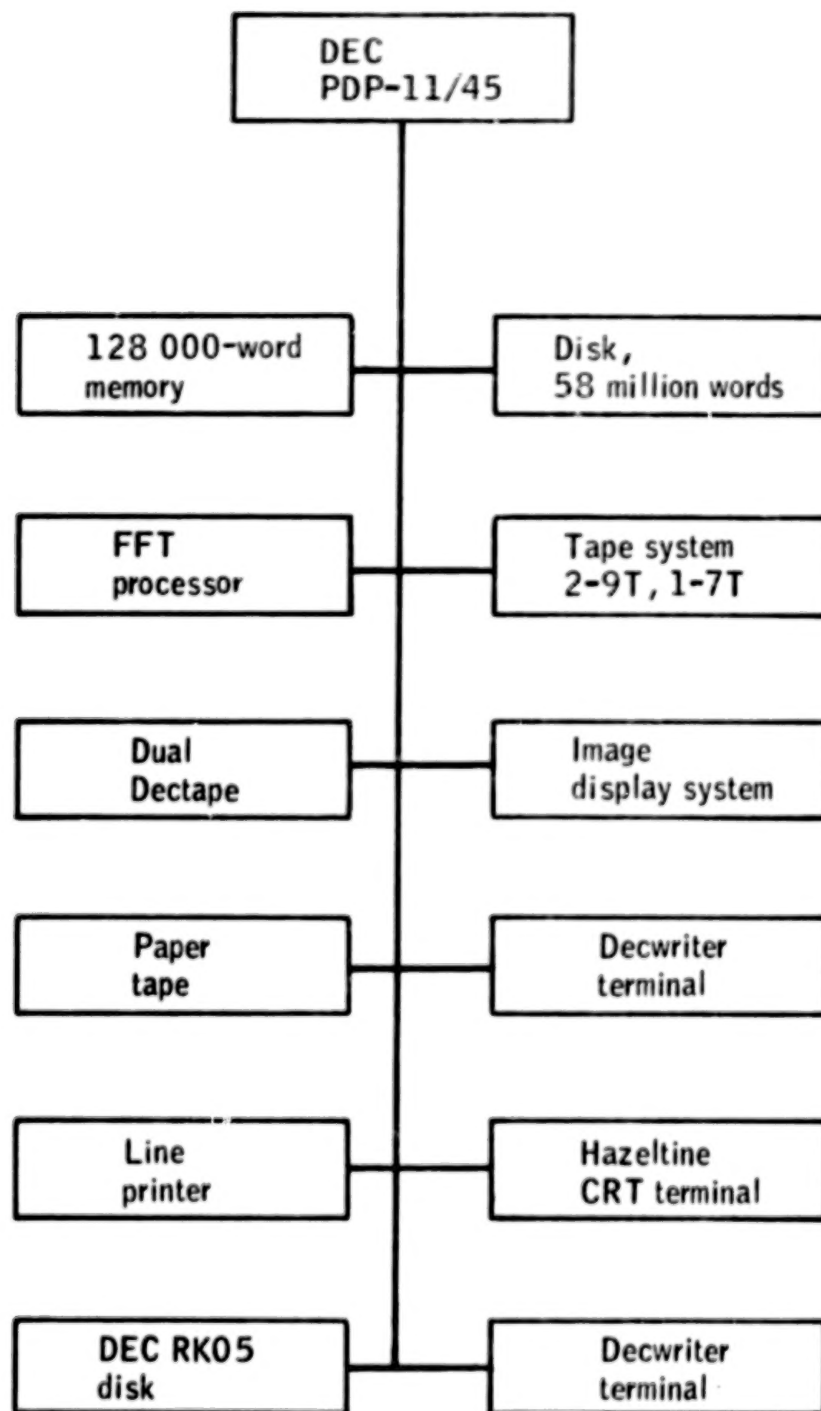 DEC
PDP-11/45
128 000-word
memory
Disk,
58 million words
FFT
processor
Tape system
2-9T, 1-7T
Dual
Dectape
Image
display system
Paper
tape
Decwriter
terminal
Line
printer
Hazeltine
CRT terminal
DEC RK05
disk
Decwriter
terminal